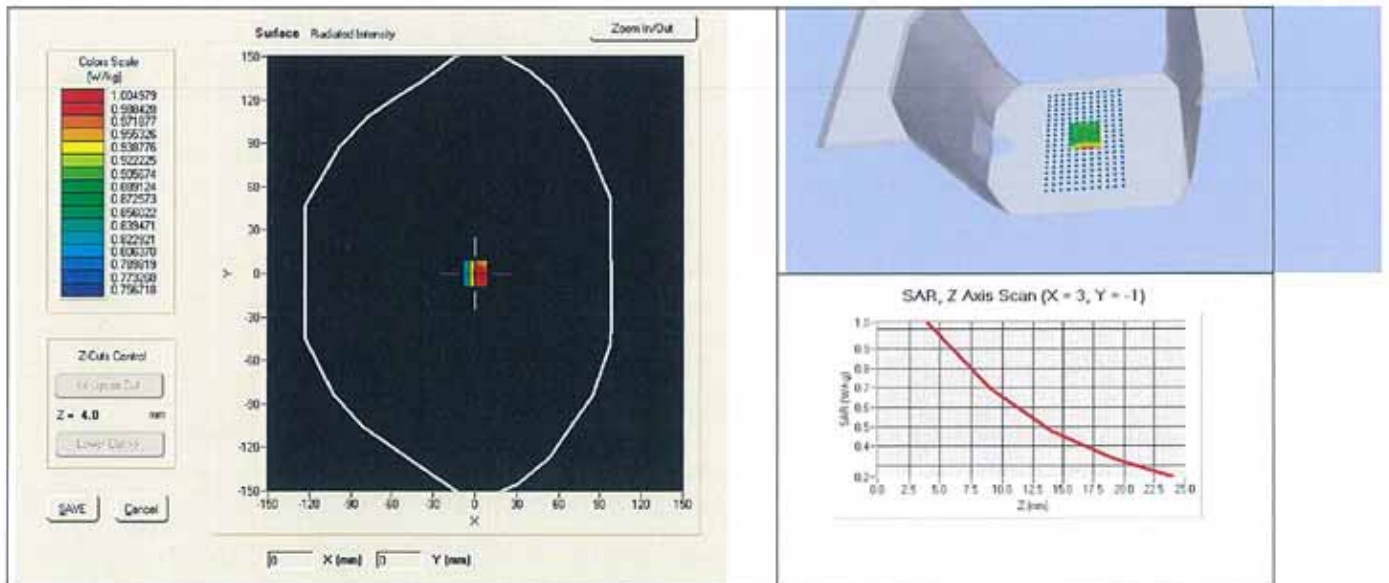 Surface Radiated Intensity
Zoom In/Out
Colors Scale
(W/kg)
1.004979
0.988428
0.971877
0.955326
0.938776
0.922225
0.905674
0.889124
0.872573
0.856022
0.839471
0.822921
0.806370
0.789819
0.773268
0.756718
150
120
90
60
30
0
-30
-60
-90
-120
-150
Y
-150 -120 -90 -60 -30 0 30 60 90 120 150
X
Z-Cuts Control
Z = 4.0 mm
SAVE
Cancel
0 X (mm) 0 Y (mm)
SAR, Z Axis Scan (X = 3, Y = -1)
SAR (W/kg)
1.0
0.9
0.8
0.7
0.6
0.5
0.4
0.2
0.0 2.5 5.0 7.5 10.0 12.5 15.0 17.5 20.0 22.5 25.0
Z (mm)